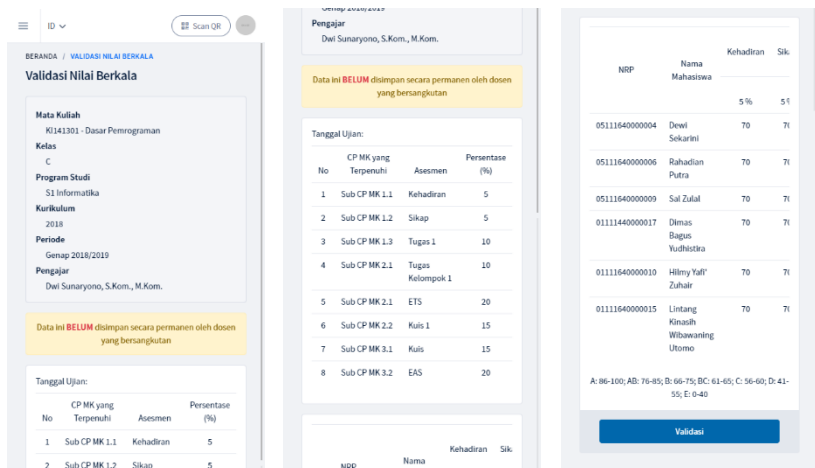 ID
Scan QR
BERANDA / VALIDASI NILAI BERKALA
Validasi Nilai Berkala
Mata Kuliah
KI141301 - Dasar Pemrograman
Kelas
C
Program Studi
S1 Informatika
Kurikulum
2018
Periode
Genap 2018/2019
Pengajar
Dwi Sunaryono, S.Kom., M.Kom.
Data ini BELUM disimpan secara permanen oleh dosen
yang bersangkutan
Tanggal Ujian:
CP MK yang Persentase
No Terpenuhi Asesmen (%)
1 Sub CP MK 1.1 Kehadiran 5
2 Sub CP MK 1.2 Sikap 5
Genap 2018/2019
Pengajar
Dwi Sunaryono, S.Kom., M.Kom.
Data ini BELUM disimpan secara permanen oleh dosen
yang bersangkutan
Tanggal Ujian:
CP MK yang Persentase
No Terpenuhi Asesmen (%)
1 Sub CP MK 1.1 Kehadiran 5
2 Sub CP MK 1.2 Sikap 5
3 Sub CP MK 1.3 Tugas 1 10
4 Sub CP MK 2.1 Tugas 10
Kelompok 1
5 Sub CP MK 2.1 ETS 20
6 Sub CP MK 2.2 Kuis 1 15
7 Sub CP MK 3.1 Kuis 15
8 Sub CP MK 3.2 EAS 20
Kehadiran
NRP Nama
Kehadiran
NRP Nama
Mahasiswa
5 %
05111640000004 Dewi 70
Sekarini
05111640000006 Rahadian 70
Putra
05111640000009 Sal Zulal 70
01111440000017 Dimas 70
Bagus
Yudhistira
01111640000010 Hilmy Yafi' 70
Zuhair
01111640000015 Lintang 70
Kinasih
Wibawaning
Utomo
A: 86-100; AB: 76-85; B: 66-75; BC: 61-65; C: 56-60; D: 41-
55; E: 0-40
Validasi